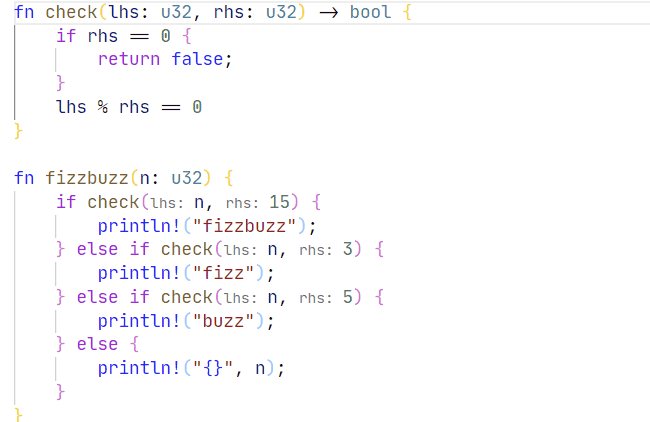 fn check(lhs: u32, rhs: u32) -> bool {
    if rhs == 0 {
        return false;
    }
    lhs % rhs == 0
}

fn fizzbuzz(n: u32) {
    if check(lhs: n, rhs: 15) {
        println!("fizzbuzz");
    } else if check(lhs: n, rhs: 3) {
        println!("fizz");
    } else if check(lhs: n, rhs: 5) {
        println!("buzz");
    } else {
        println!("{}", n);
    }
}